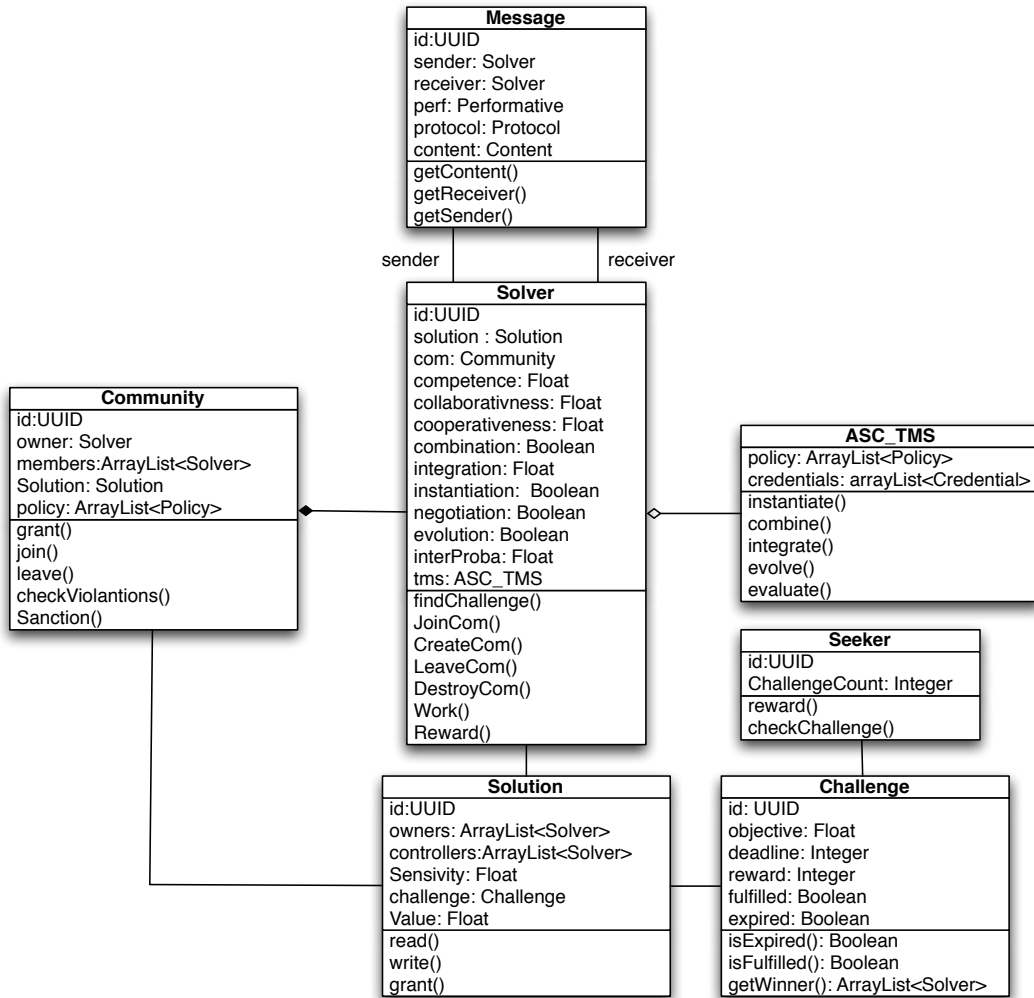 Message
id:UUID
sender: Solver
receiver: Solver
perf: Performative
protocol: Protocol
content: Content
getContent()
getReceiver()
getSender()
sender
receiver
Solver
id:UUID
solution : Solution
com: Community
competence: Float
collaborativness: Float
cooperativeness: Float
combination: Boolean
integration: Float
instantiation: Boolean
negotiation: Boolean
evolution: Boolean
interProba: Float
tms: ASC_TMS
findChallenge()
JoinCom()
CreateCom()
LeaveCom()
DestroyCom()
Work()
Reward()
Community
id:UUID
owner: Solver
members:ArrayList<Solver>
Solution: Solution
policy: ArrayList<Policy>
grant()
join()
leave()
checkViolantions()
Sanction()
ASC_TMS
policy: ArrayList<Policy>
credentials: arrayList<Credential>
instantiate()
combine()
integrate()
evolve()
evaluate()
Seeker
id:UUID
ChallengeCount: Integer
reward()
checkChallenge()
Solution
id:UUID
owners: ArrayList<Solver>
controllers:ArrayList<Solver>
Sensivity: Float
challenge: Challenge
Value: Float
read()
write()
grant()
Challenge
id: UUID
objective: Float
deadline: Integer
reward: Integer
fulfilled: Boolean
expired: Boolean
isExpired(): Boolean
isFulfilled(): Boolean
getWinner(): ArrayList<Solver>